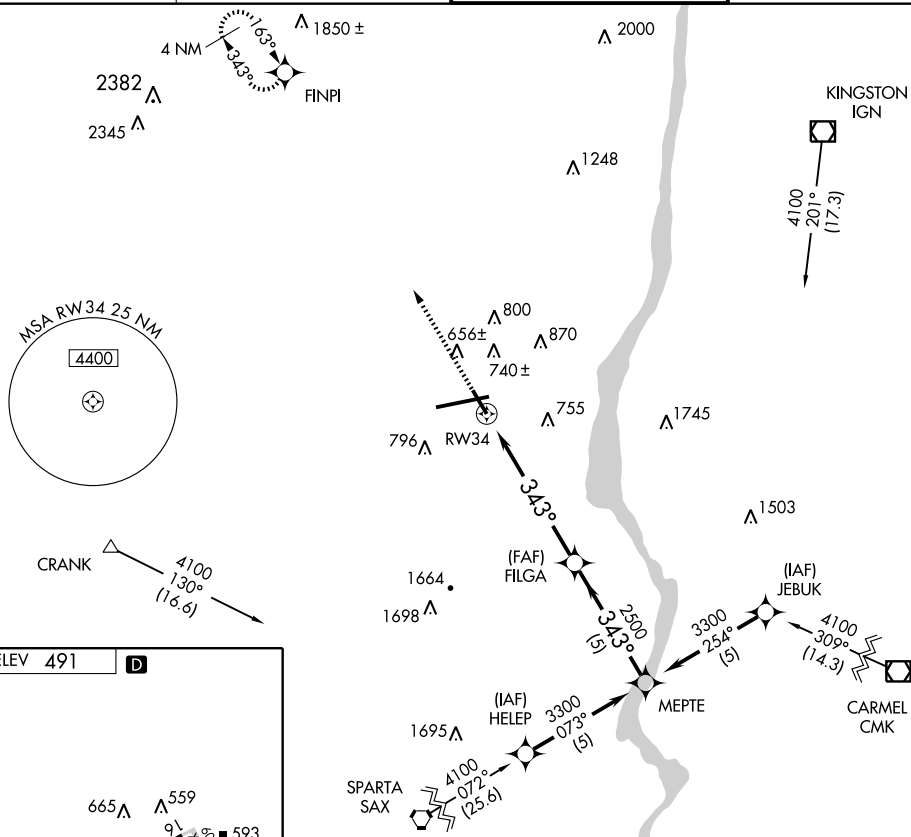 1850 ±
2000
4 NM
163°
343°
FINPI
2382
2345
KINGSTON
IGN
1248
4100
201°
(17.3)
MSA RW34 25 NM
4400
800
656±
870
740 ±
755
1745
796
RW34
343°
1503
CRANK
4100
130°
(16.6)
(FAF)
FILGA
1664
1698
(IAF)
JEBUK
2500
343°
(5)
3300
254°
(5)
4100
309°
(14.3)
ELEV 491
D
(IAF)
HELEP
MEPTE
CARMEL
CMK
1695
3300
073°
(5)
SPARTA
SAX
4100
072°
(25.6)
665
559
593